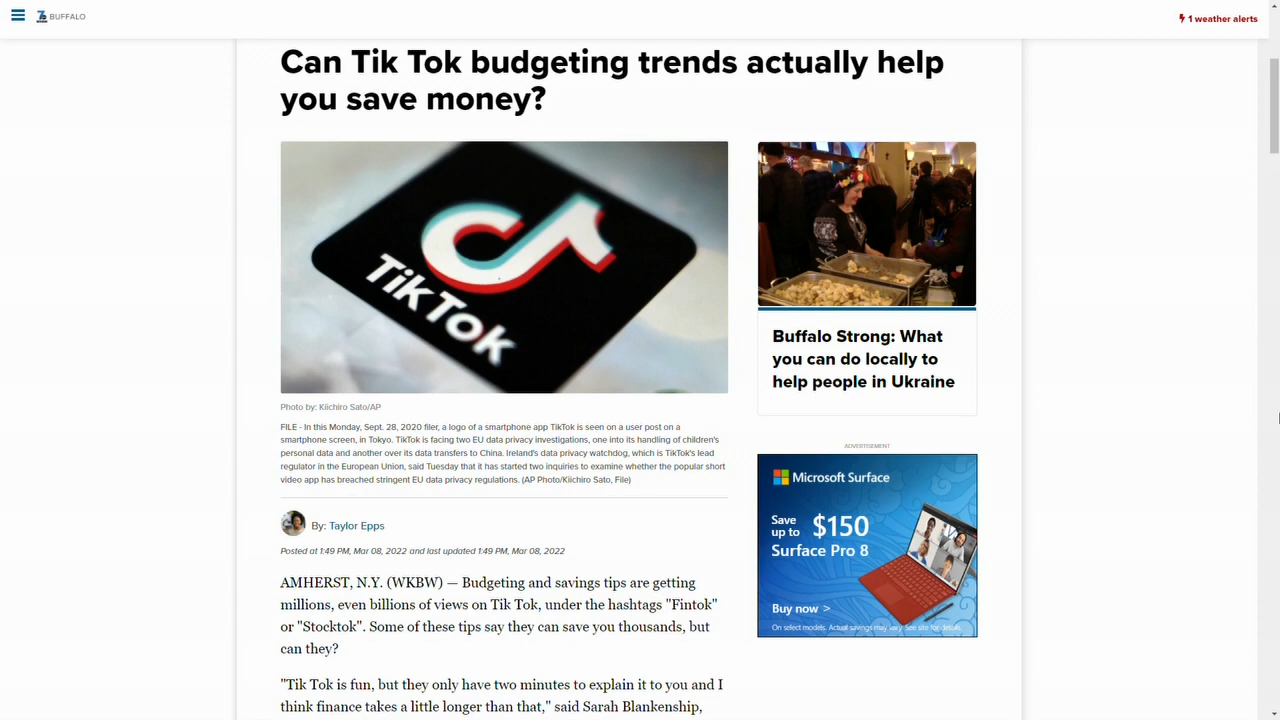 BUFFALO
1 weather alerts
Can Tik Tok budgeting trends actually help
you save money?
TikTok
Photo by: Kiichiro Sato/AP
FILE - In this Monday, Sept. 28, 2020 filer, a logo of a smartphone app TikTok is seen on a user post on a
smartphone screen, in Tokyo. TikTok is facing two EU data privacy investigations, one into its handling of children's
personal data and another over its data transfers to China. Ireland's data privacy watchdog, which is TikTok's lead
regulator in the European Union, said Tuesday that it has started two inquiries to examine whether the popular short
video app has breached stringent EU data privacy regulations. (AP Photo/Kiichiro Sato, File)
By: Taylor Epps
Posted at 1:49 PM, Mar 08, 2022 and last updated 1:49 PM, Mar 08, 2022
AMHERST, N.Y. (WKBW) — Budgeting and savings tips are getting
millions, even billions of views on Tik Tok, under the hashtags "Fintok"
or "Stocktok". Some of these tips say they can save you thousands, but
can they?
"Tik Tok is fun, but they only have two minutes to explain it to you and I
think finance takes a little longer than that," said Sarah Blankenship,
Buffalo Strong: What
you can do locally to
help people in Ukraine
ADVERTISEMENT
Microsoft Surface
Save
up to $150
Surface Pro 8
Buy now >
On select models. Actual savings may vary. See site for details.